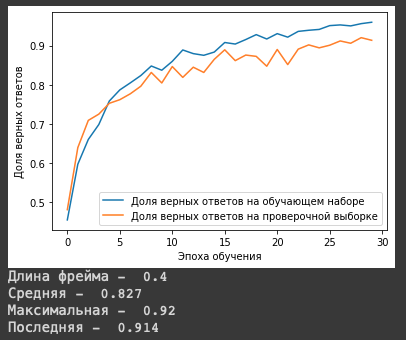 Доля верных ответов
0.9
0.8
0.7
0.6
0.5
Доля верных ответов на обучающем наборе
Доля верных ответов на проверочной выборке
0 5 10 15 20 25 30
Эпоха обучения
Длина фрейма - 0.4
Средняя - 0.827
Максимальная - 0.92
Последняя - 0.914